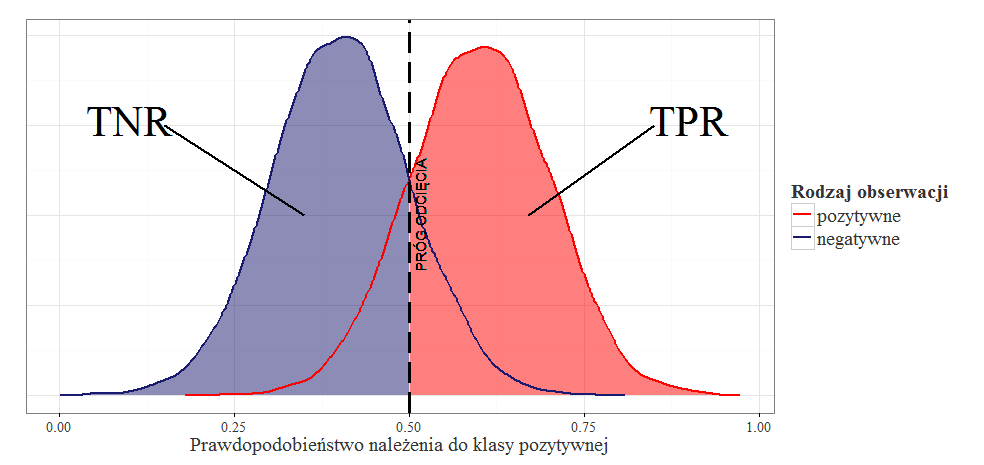 TNR
TPR
PRÓG ODCIĘCIA
Rodzaj obserwacji
pozytywne
negatywne
0.00
0.25
0.50
0.75
1.00
Prawdopodobieństwo należenia do klasy pozytywnej